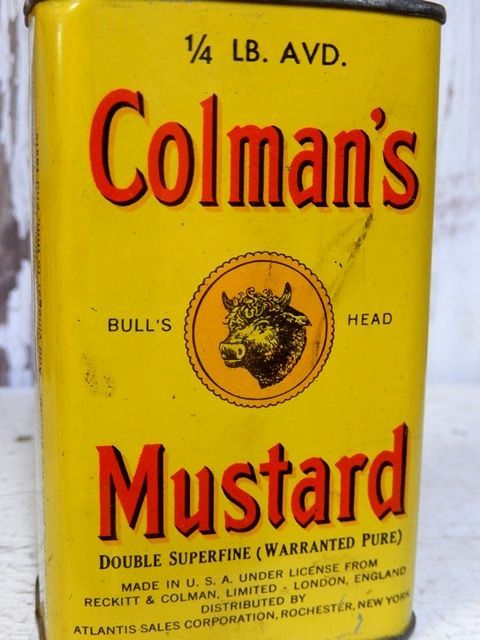 ¼ LB. AVD.
Colman's
BULL'S HEAD
Mustard
DOUBLE SUPERFINE (WARRANTED PURE)
MADE IN U. S. A. UNDER LICENSE FROM
RECKITT & COLMAN, LIMITED - LONDON, ENGLAND
DISTRIBUTED BY
ATLANTIS SALES CORPORATION, ROCHESTER, NEW YORK